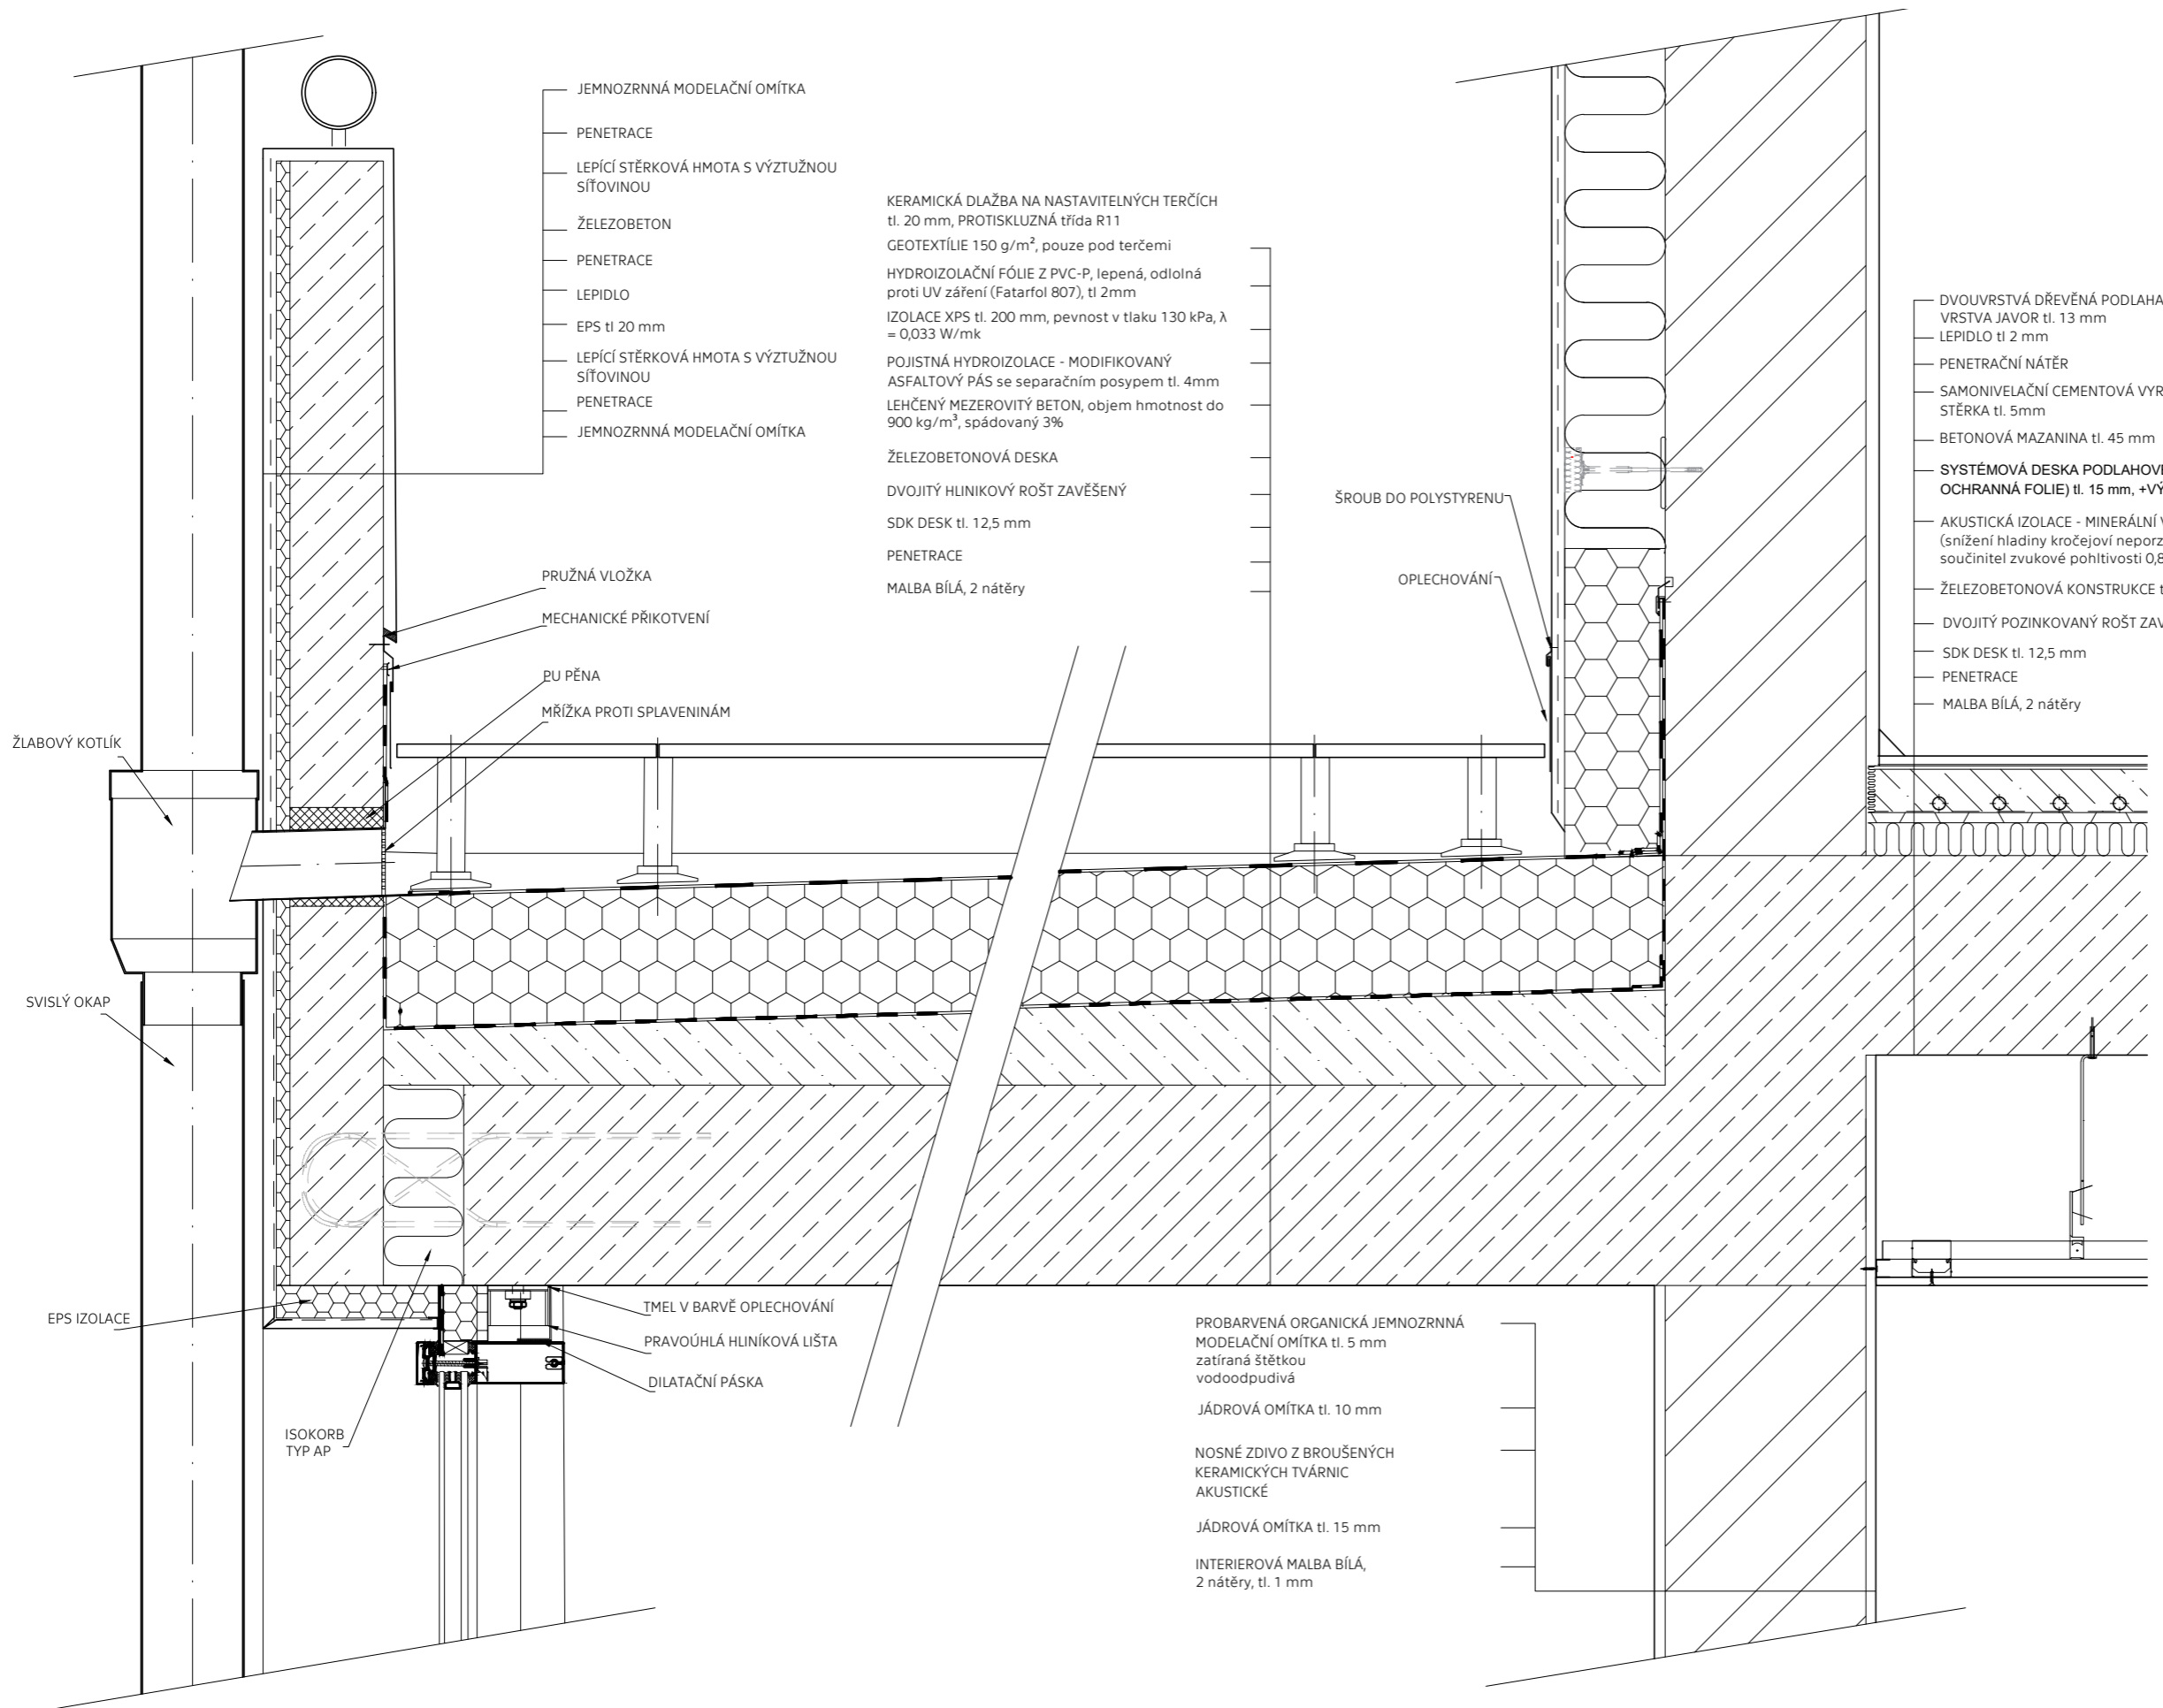 JEMNOZRNNÁ MODELAČNÍ OMÍTKA
PENETRACE
LEPÍCÍ STĚRKOVÁ HMOTA S VÝZTUŽNOU
SÍŤOVINOU
ŽELEZOBETON
PENETRACE
LEPIDLO
EPS tl 20 mm
LEPÍCÍ STĚRKOVÁ HMOTA S VÝZTUŽNOU
SÍŤOVINOU
PENETRACE
JEMNOZRNNÁ MODELAČNÍ OMÍTKA
KERAMICKÁ DLAŽBA NA NASTAVITELNÝCH TERČÍCH
tl. 20 mm, PROTISKLUZNÁ třída R11
GEOTEXTÍLIE 150 g/m², pouze pod terčemi
HYDROIZOLAČNÍ FÓLIE Z PVC-P, lepená, odlolná
proti UV záření (Fatarfol 807), tl 2mm
IZOLACE XPS tl. 200 mm, pevnost v tlaku 130 kPa, λ
= 0,033 W/mk
POJISTNÁ HYDROIZOLACE - MODIFIKOVANÝ
ASFALTOVÝ PÁS se separačním posypem tl. 4mm
LEHČENÝ MEZEROVITÝ BETON, objem hmotnost do
900 kg/m³, spádovaný 3%
ŽELEZOBETONOVÁ DESKA
DVOJITÝ HLINIKOVÝ ROŠT ZAVĚŠENÝ
SDK DESK tl. 12,5 mm
PENETRACE
MALBA BÍLÁ, 2 nátěry
DVOUVRSTVÁ DŘEVĚNÁ PODLAHA
VRSTVA JAVOR tl. 13 mm
LEPIDLO tl 2 mm
PENETRAČNÍ NÁTĚR
SAMONIVELAČNÍ CEMENTOVÁ VYR
STĚRKA tl. 5mm
BETONOVÁ MAZANINA tl. 45 mm
SYSTÉMOVÁ DESKA PODLAHOVÉ
OCHRANNÁ FOLIE) tl. 15 mm, +VÝ
AKUSTICKÁ IZOLACE - MINERÁLNÍ V
(snížení hladiny kročejoví neporz
součinitel zvukové pohltivosti 0,8
ŽELEZOBETONOVÁ KONSTRUKCE t
DVOJITÝ POZINKOVANÝ ROŠT ZAV
SDK DESK tl. 12,5 mm
PENETRACE
MALBA BÍLÁ, 2 nátěry
ŠROUB DO POLYSTYRENU
OPLECHOVÁNÍ
PRUŽNÁ VLOŽKA
MECHANICKÉ PŘIKOTVENÍ
PU PĚNA
MŘÍŽKA PROTI SPLAVENINÁM
ŽLABOVÝ KOTLÍK
SVISLÝ OKAP
EPS IZOLACE
ISOKORB
TYP AP
TMEL V BARVĚ OPLECHOVÁNÍ
PRAVOÚHLÁ HLINÍKOVÁ LIŠTA
DILATAČNÍ PÁSKA
PROBARVENÁ ORGANICKÁ JEMNOZRNNÁ
MODELAČNÍ OMÍTKA tl. 5 mm
zatíraná štětkou
vodoodpudivá
JÁDROVÁ OMÍTKA tl. 10 mm
NOSNÉ ZDIVO Z BROUŠENÝCH
KERAMICKÝCH TVÁRNIC
AKUSTICKÉ
JÁDROVÁ OMÍTKA tl. 15 mm
INTERIEROVÁ MALBA BÍLÁ,
2 nátěry, tl. 1 mm